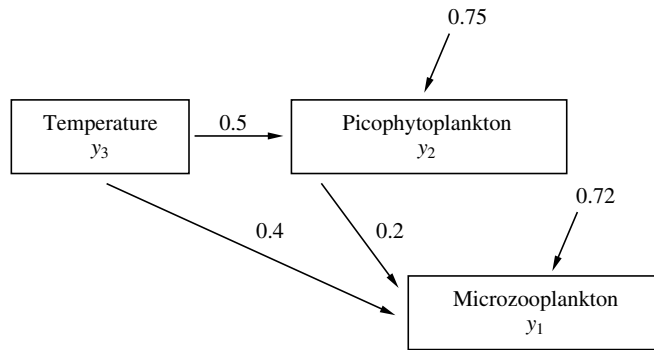 0.75
Temperature
y3
0.5
Picophytoplankton
y2
0.72
0.4
0.2
Microzooplankton
y1